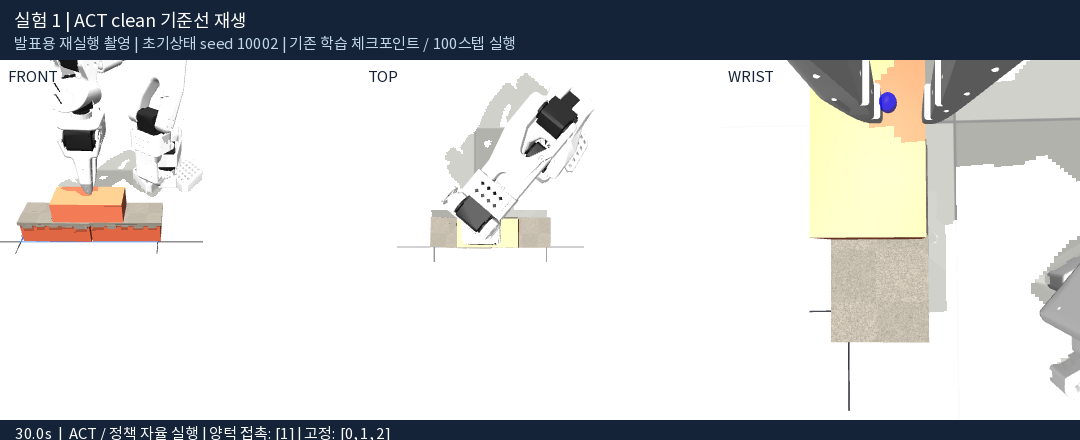 실험 1 | ACT clean 기준선 재생
발표용 재실행 촬영 | 초기상태 seed 10002 | 기존 학습 체크포인트 / 100스텝 실행
FRONT
TOP
WRIST
30.0s | ACT / 정책 자율 실행 | 양턱 접촉: [1] | 고정: [0,1,2]